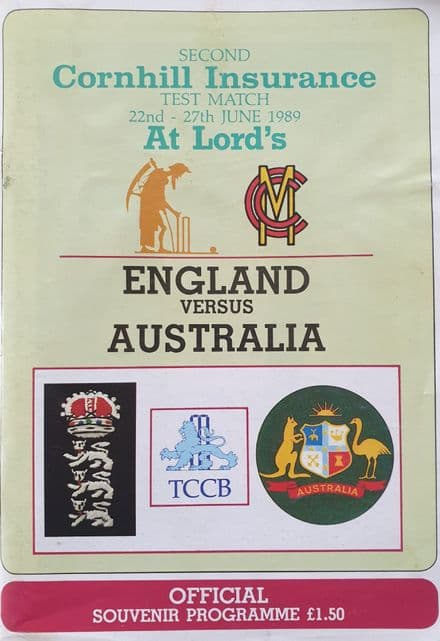 SECOND
Cornhill Insurance
TEST MATCH
22nd - 27th JUNE 1989
At Lord's
MCC
ENGLAND
VERSUS
AUSTRALIA
TCCB
AUSTRALIA
OFFICIAL
SOUVENIR PROGRAMME £1.50